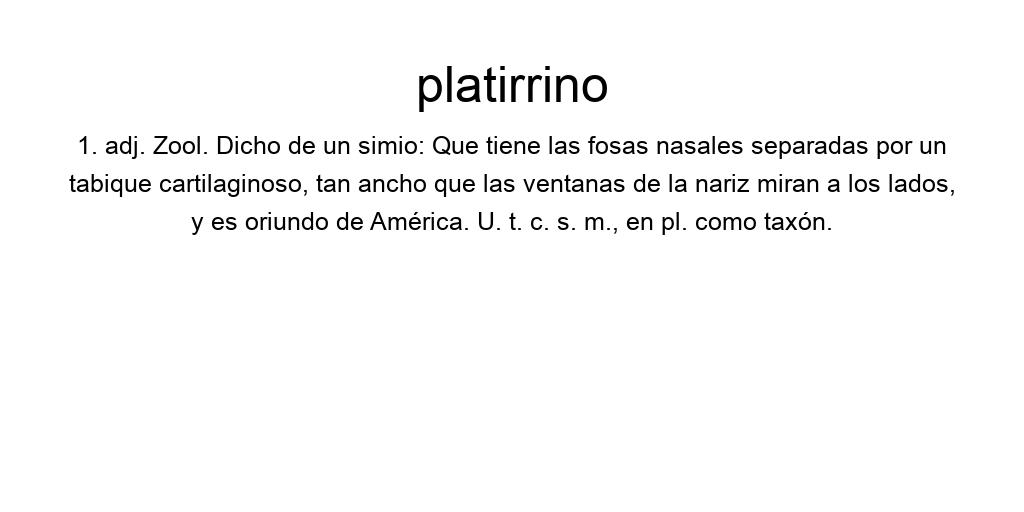 platirrino
1. adj. Zool. Dicho de un simio: Que tiene las fosas nasales separadas por un
tabique cartilaginoso, tan ancho que las ventanas de la nariz miran a los lados,
y es oriundo de América. U. t. c. s. m., en pl. como taxón.